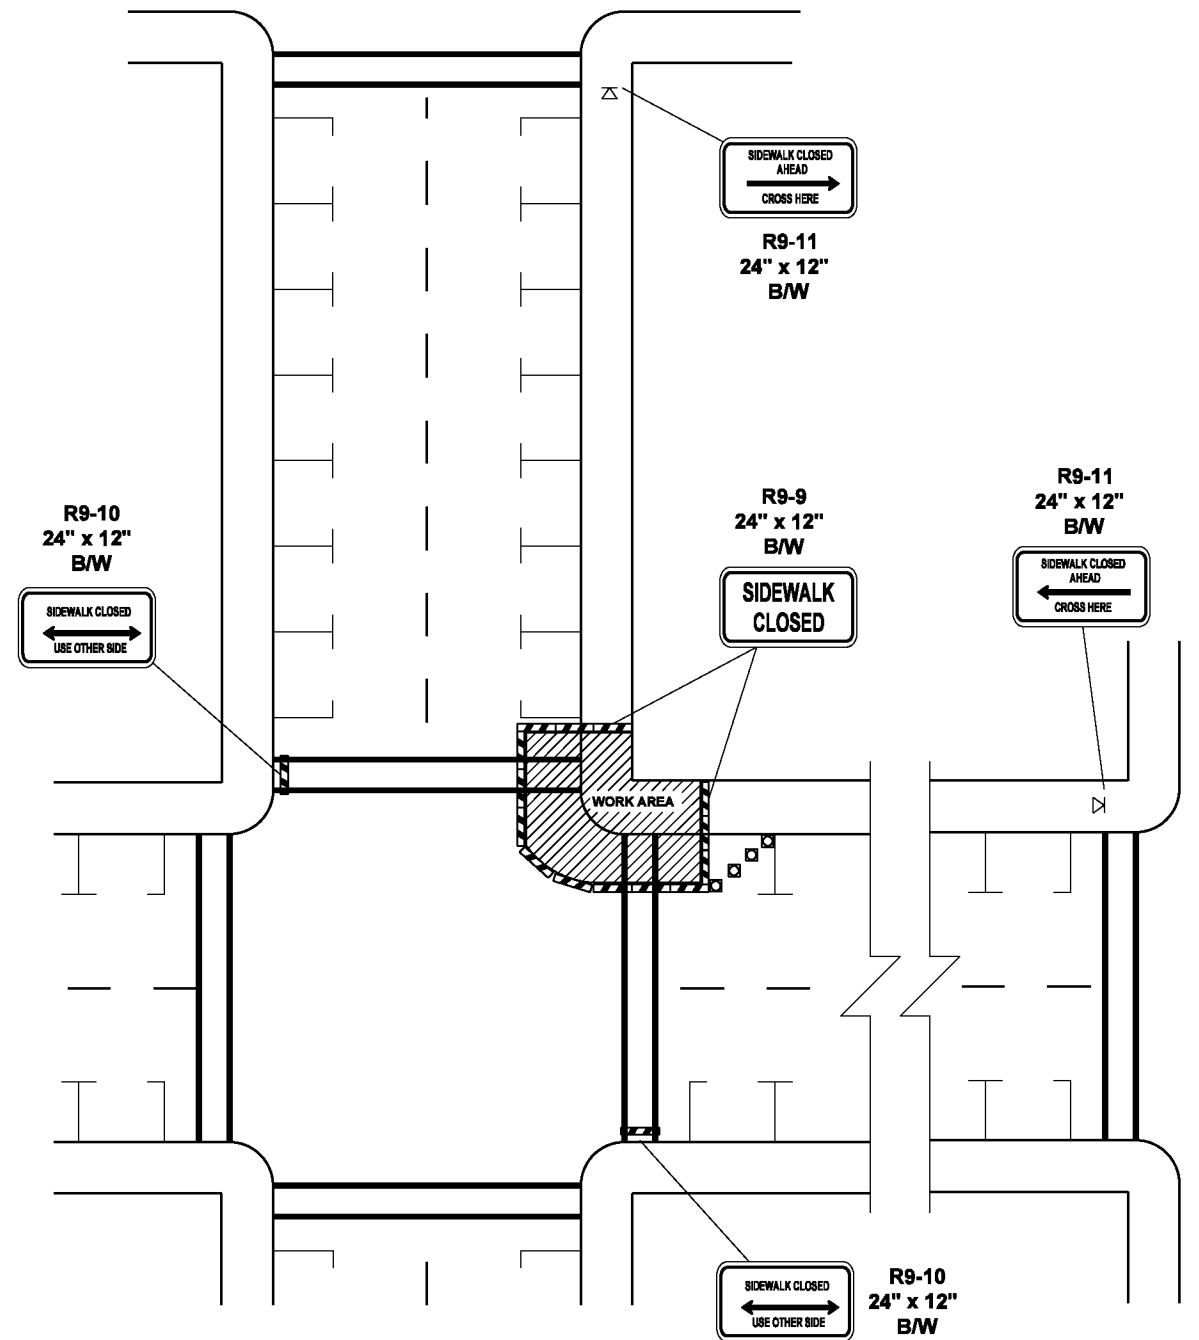 SIDEWALK CLOSED
AHEAD
CROSS HERE
R9-11
24" x 12"
B/W
R9-10
24" x 12"
B/W
SIDEWALK CLOSED
USE OTHER SIDE
R9-9
24" x 12"
B/W
SIDEWALK
CLOSED
R9-11
24" x 12"
B/W
SIDEWALK CLOSED
AHEAD
CROSS HERE
WORK AREA
SIDEWALK CLOSED
USE OTHER SIDE
R9-10
24" x 12"
B/W